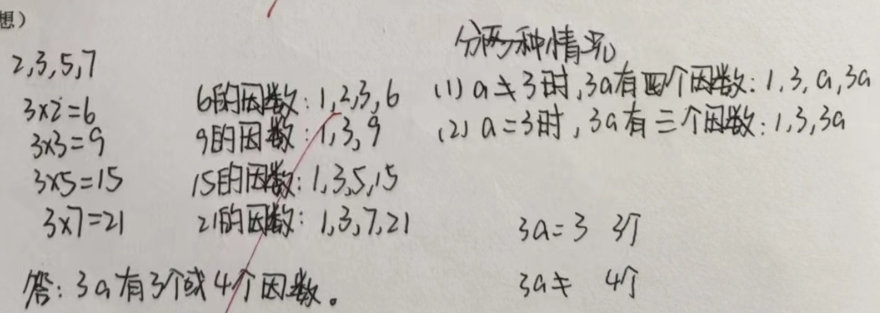 想）
2,3,5,7
3×2=6
3×3=9
3×5=15
3×7=21
6的因数：1,2,3,6
9的因数：1,3,9
15的因数：1,3,5,15
21的因数：1,3,7,21
答：3a有3个或4个因数。
分两种情况
(1) a≠3时，3a有四个因数：1,3,a,3a
(2) a=3时，3a有三个因数：1,3,3a
3a=3 3个
3a≠ 4个